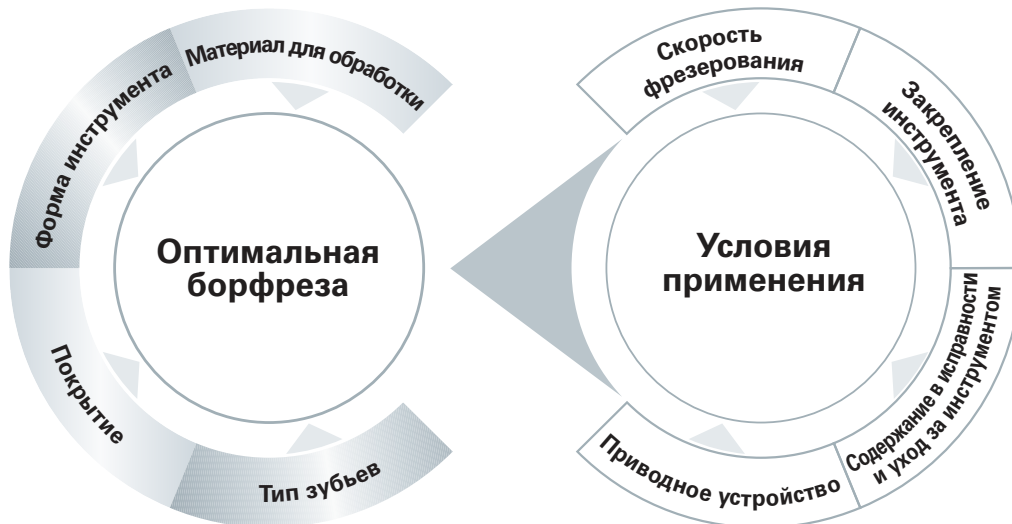 Материал для обработки
Форма инструмента
Оптимальная
борфреза
Покрытие
Тип зубьев
Скорость
фрезерования
Закрепление
инструмента
Условия
применения
Содержание в исправности
и уход за инструментом
Приводное устройство